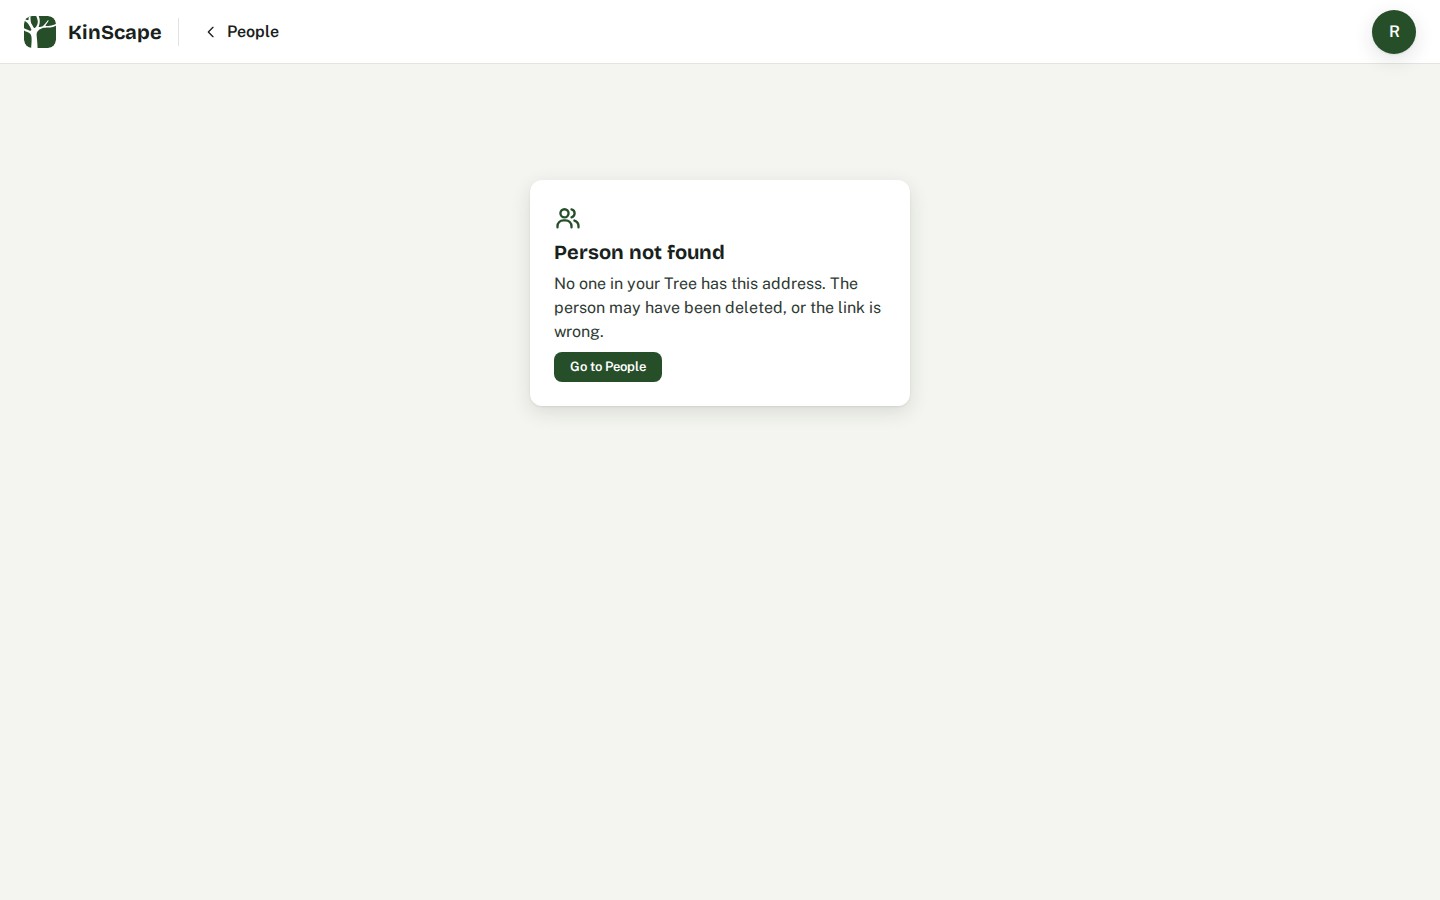 KinScape
People
R
Person not found
No one in your Tree has this address. The
person may have been deleted, or the link is
wrong.
Go to People